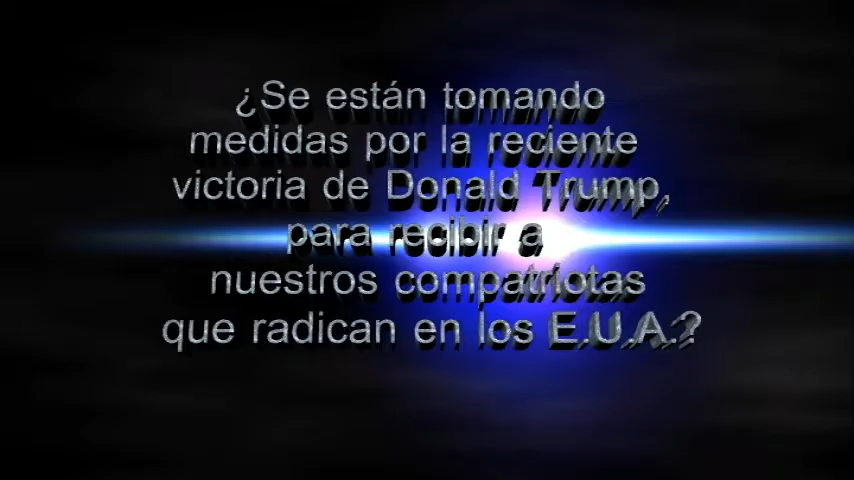 ¿Se están tomando
medidas por la reciente
victoria de Donald Trump,
para recibir a
nuestros compatriotas
que radican en los E.U.A.?